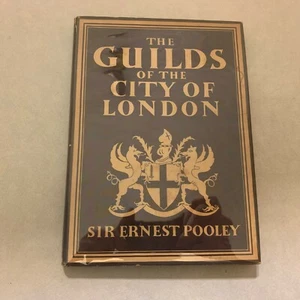 THE
GUILDS
OF THE
CITY OF
LONDON
SIR ERNEST POOLEY